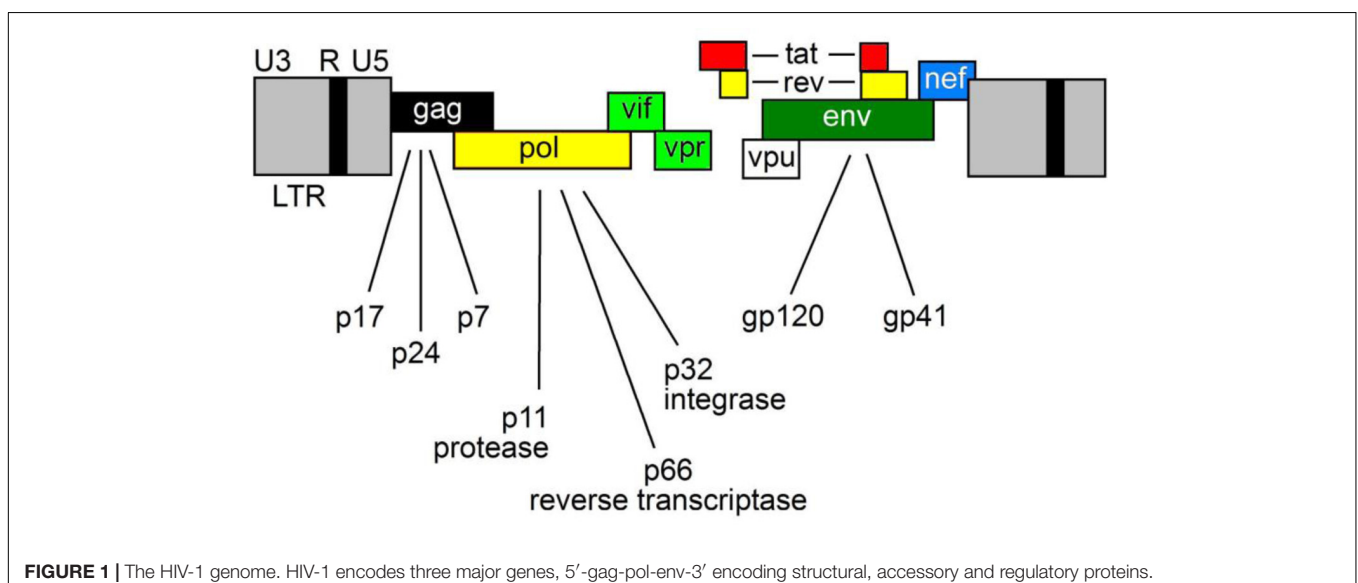 U3 R U5
tat
rev
nef
gag
vif
env
pol
vpr
vpu
LTR
p17
p7
gp120
gp41
p24
p32
integrase
p11
protease
p66
reverse transcriptase
FIGURE 1 | The HIV-1 genome. HIV-1 encodes three major genes, 5′-gag-pol-env-3′ encoding structural, accessory and regulatory proteins.